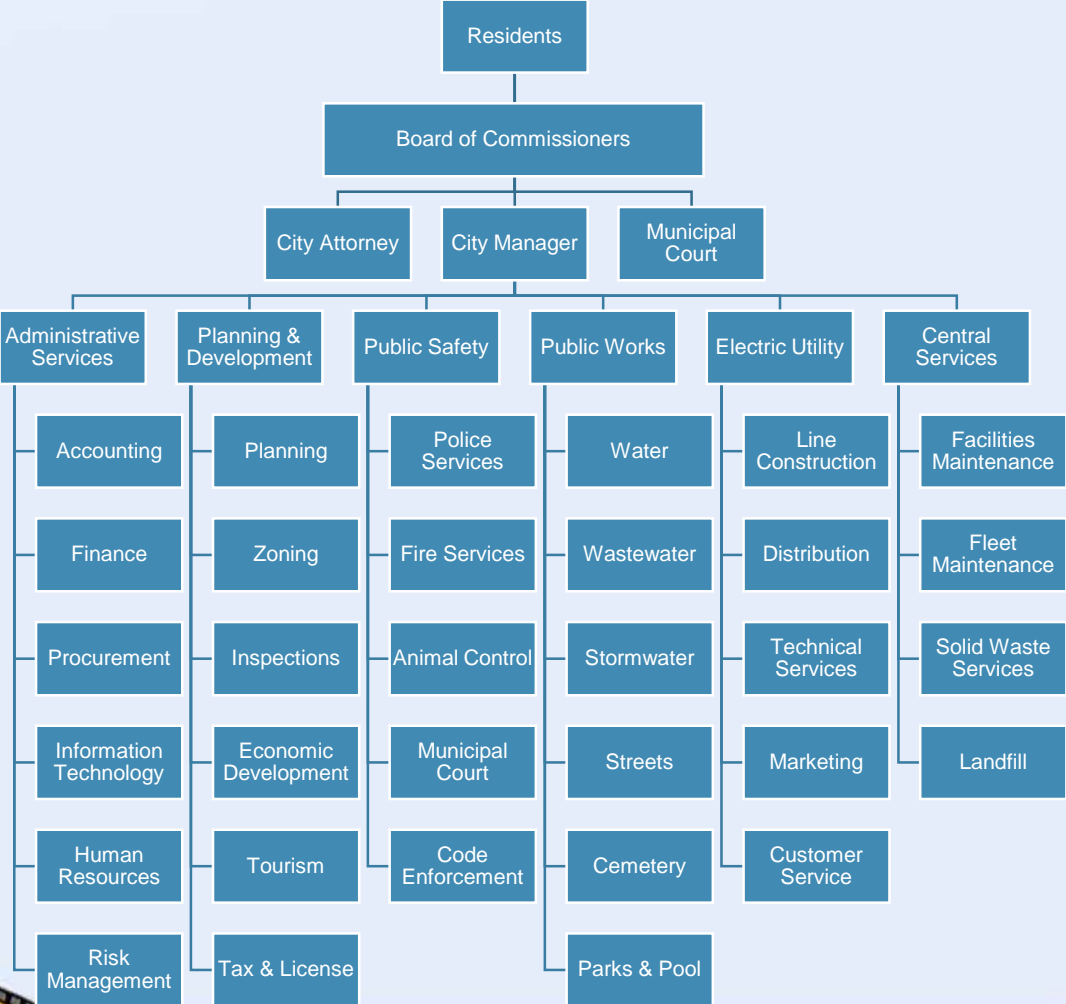 Residents
Board of Commissioners
City Attorney
City Manager
Municipal
Court
Administrative
Services
Planning &
Development
Public Safety
Public Works
Electric Utility
Central
Services
Accounting
Planning
Police
Services
Water
Line
Construction
Facilities
Maintenance
Finance
Zoning
Fire Services
Wastewater
Distribution
Fleet
Maintenance
Procurement
Inspections
Animal Control
Stormwater
Technical
Services
Solid Waste
Services
Information
Technology
Economic
Development
Municipal
Court
Streets
Marketing
Landfill
Human
Resources
Tourism
Code
Enforcement
Cemetery
Customer
Service
Risk
Management
Tax & License
Parks & Pool